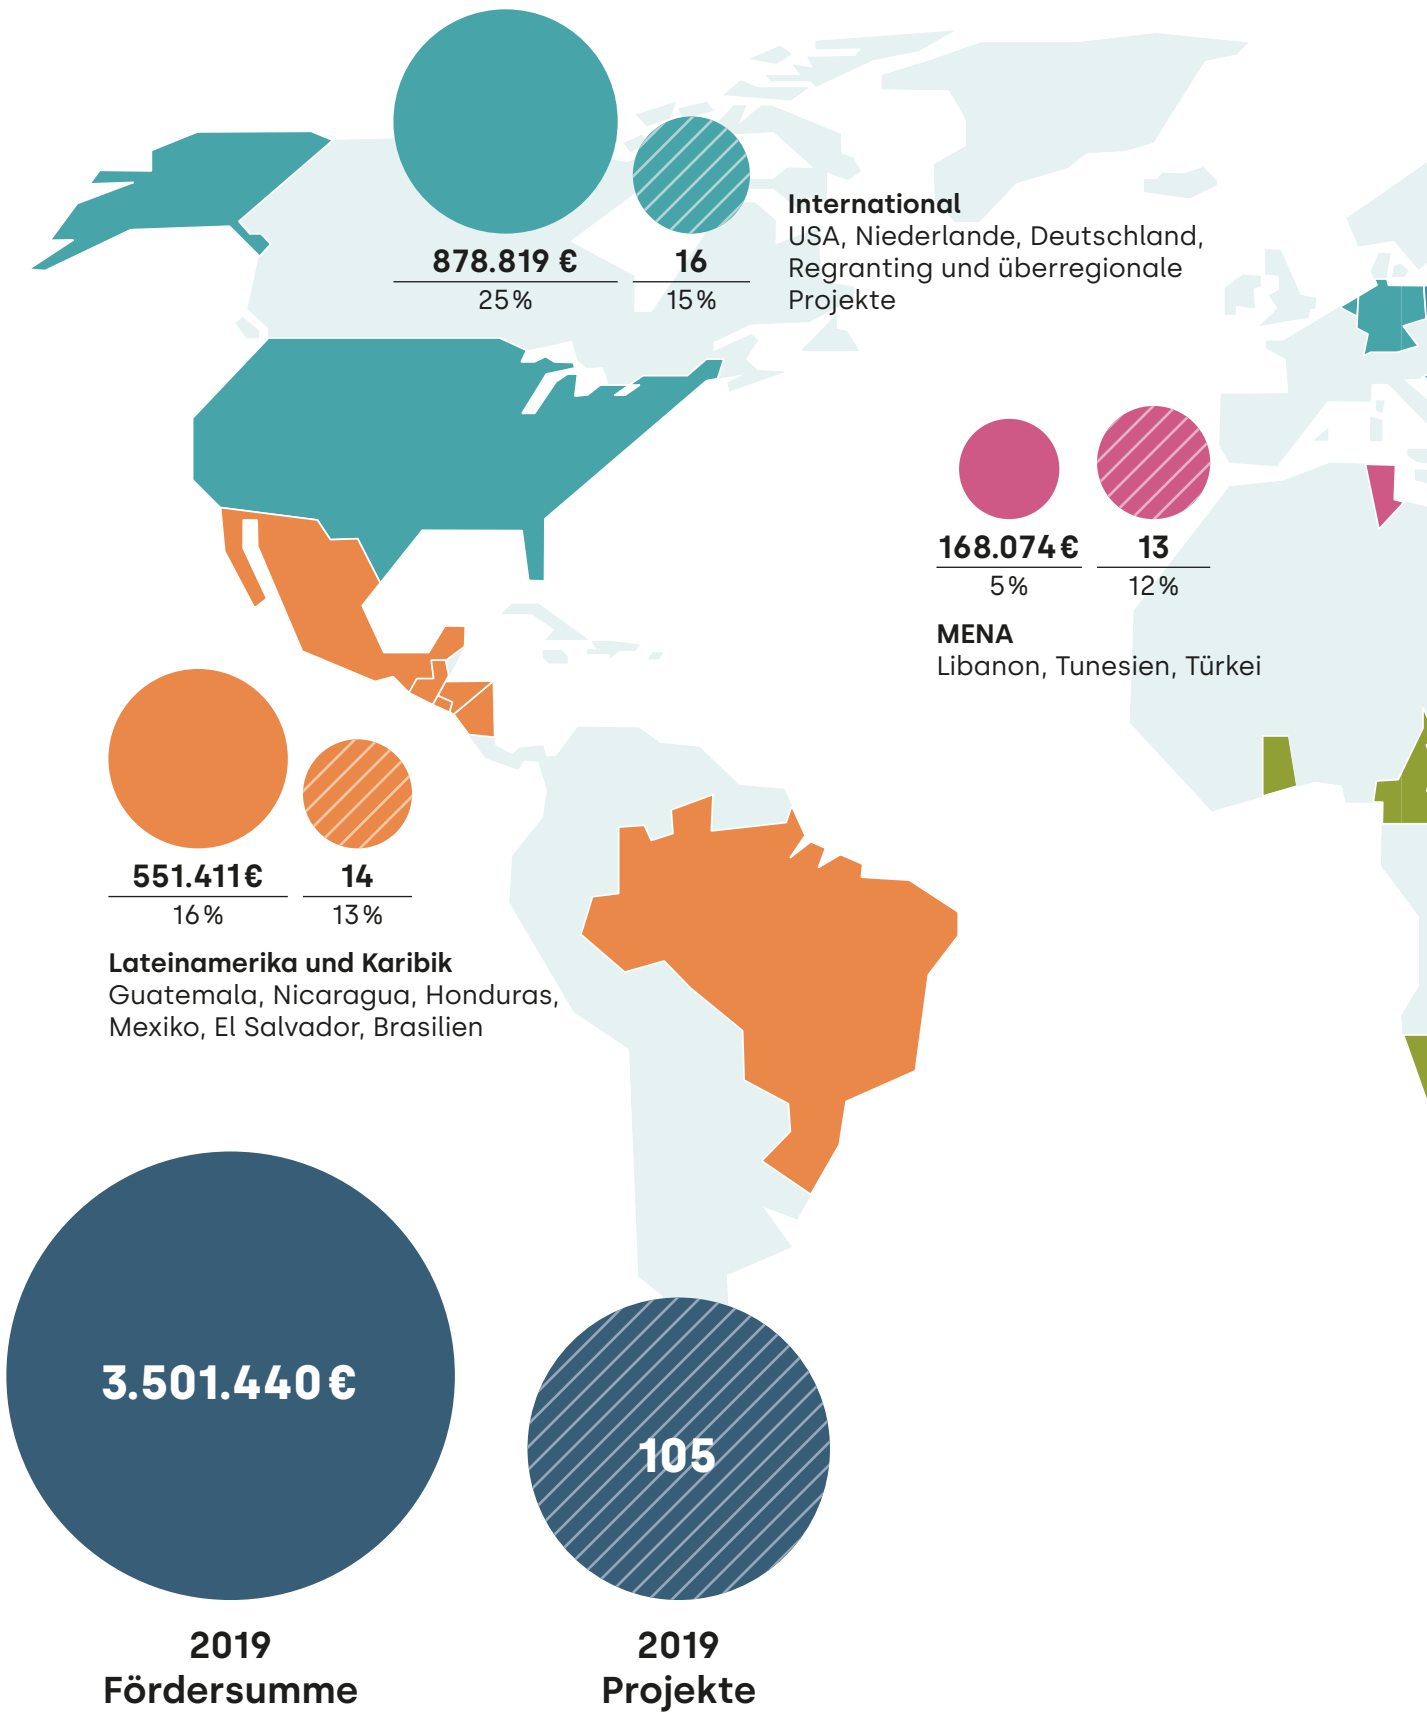 878.819 €
25 %
16
15 %
International
USA, Niederlande, Deutschland,
Regranting und überregionale
Projekte
168.074 €
5 %
13
12 %
MENA
Libanon, Tunesien, Türkei
551.411 €
16 %
14
13 %
Lateinamerika und Karibik
Guatemala, Nicaragua, Honduras,
Mexiko, El Salvador, Brasilien
3.501.440 €
2019
Fördersumme
105
2019
Projekte